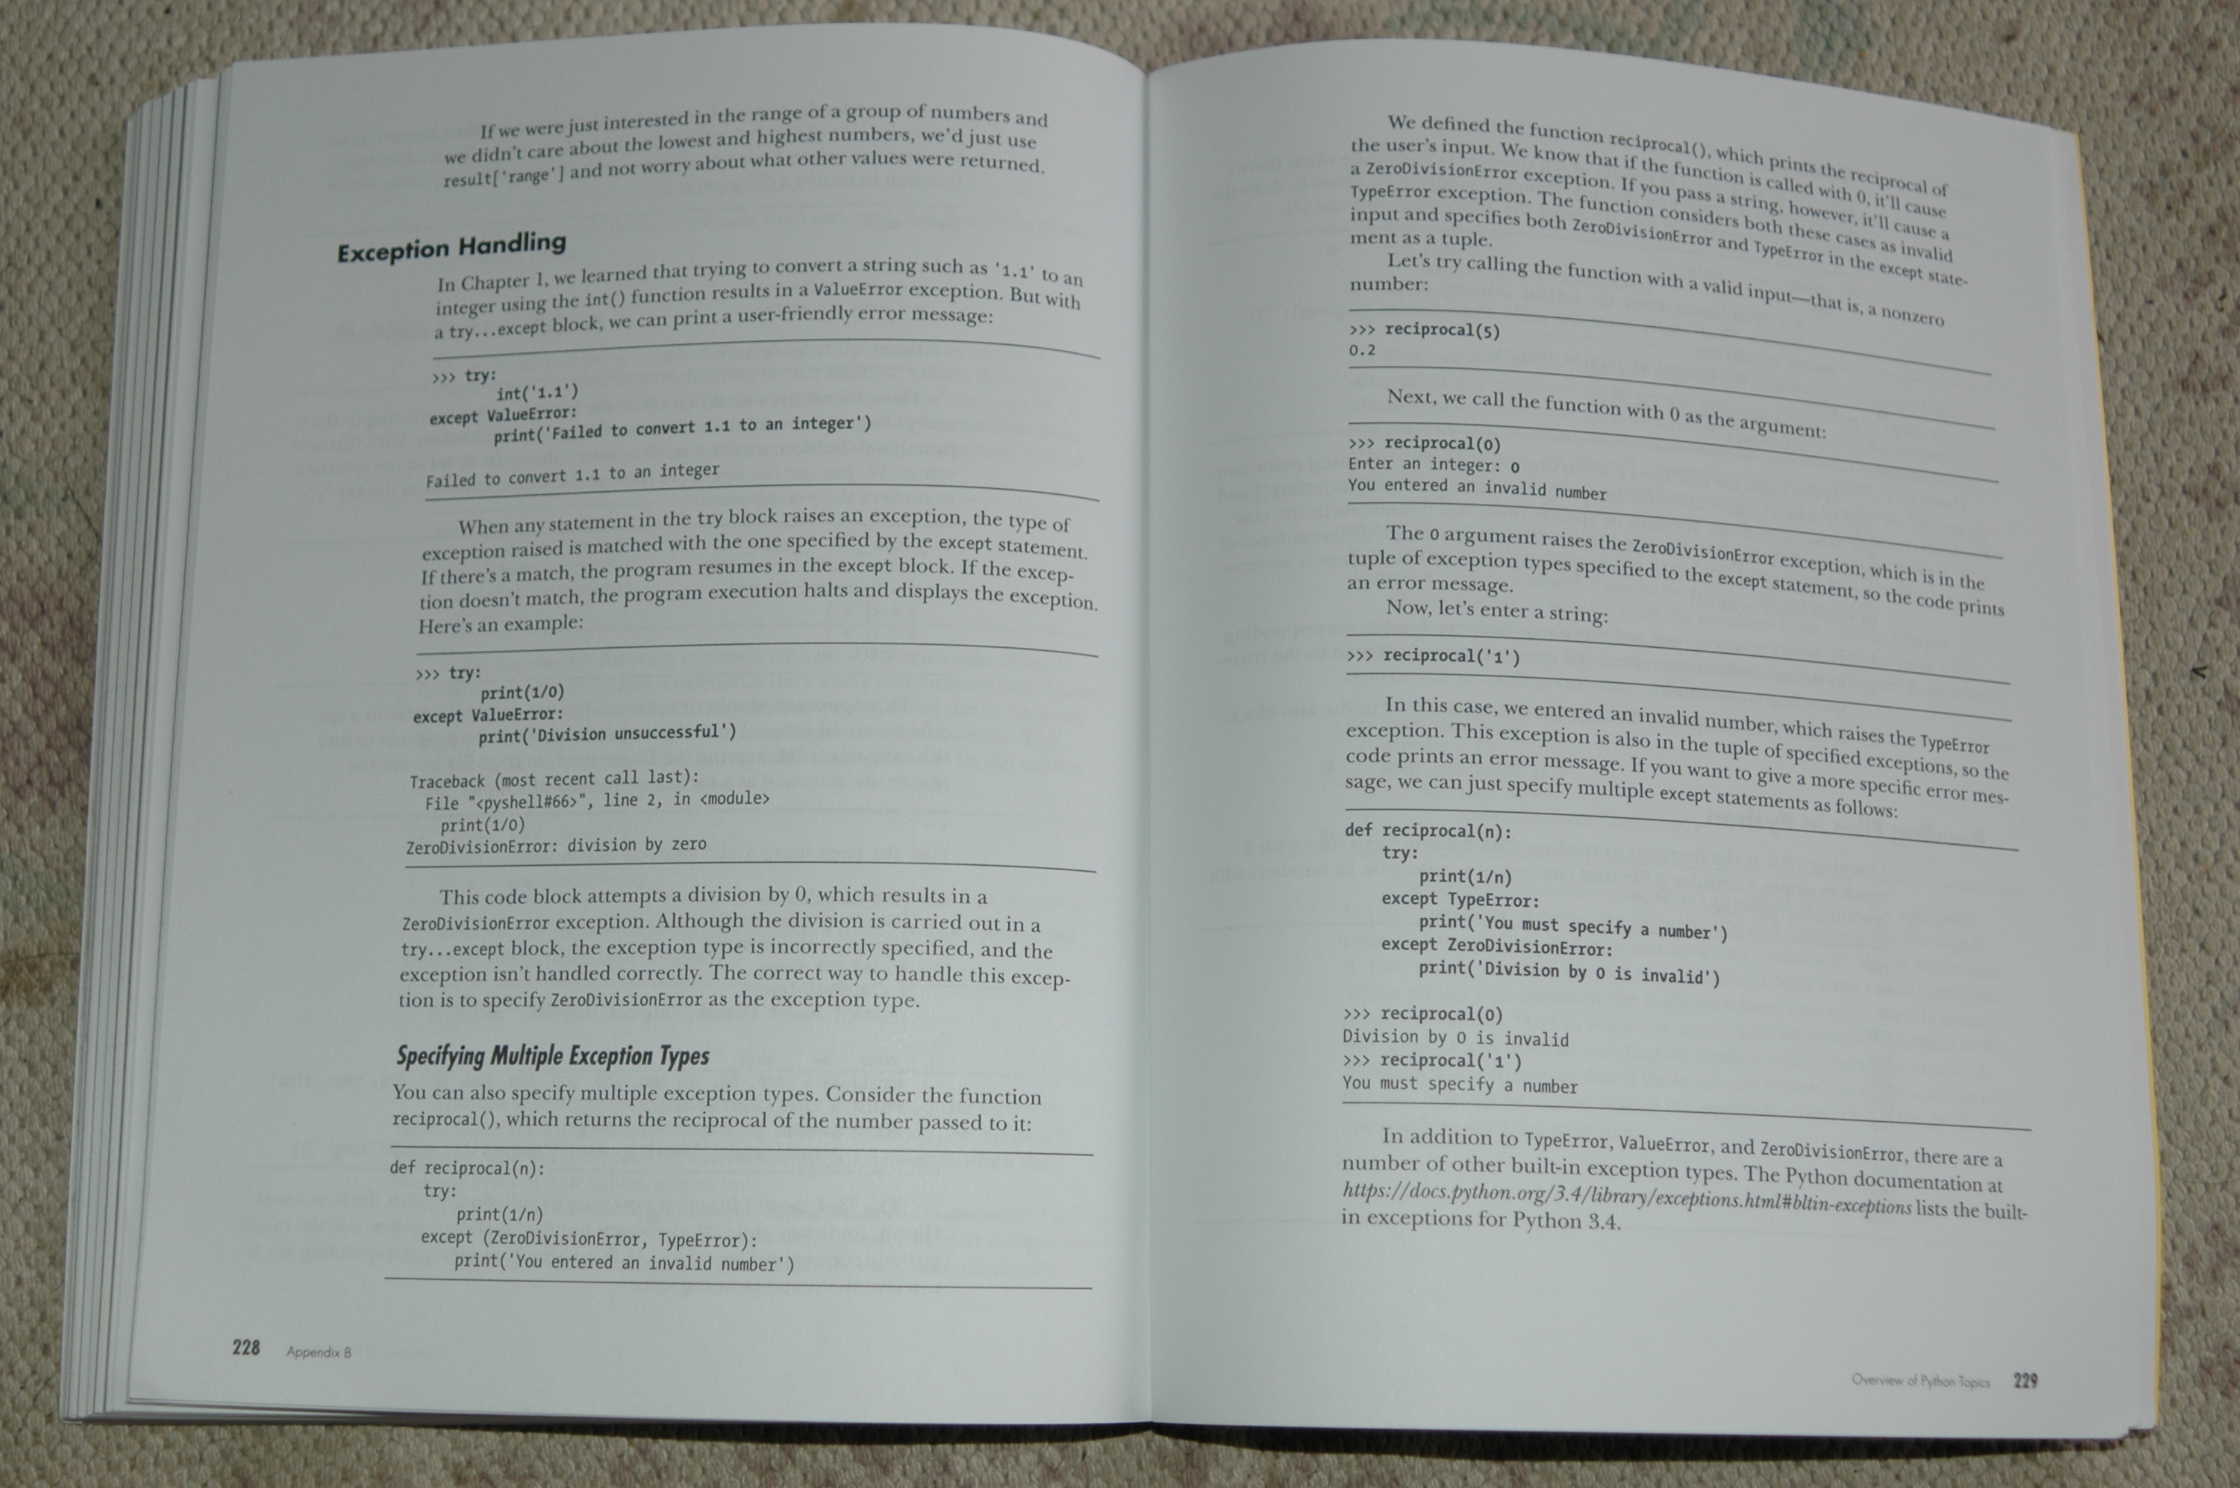 If we were just interested in the range of a group of numbers and
we didn't care about the lowest and highest numbers, we'd just use
result['range'] and not worry about what other values were returned.
Exception Handling
In Chapter 1, we learned that trying to convert a string such as '1.1' to an
integer using the int() function results in a ValueError exception. But with
a try...except block, we can print a user-friendly error message:
>>> try:
int('1.1')
except ValueError:
print('Failed to convert 1.1 to an integer')
Failed to convert 1.1 to an integer
When any statement in the try block raises an exception, the type of
exception raised is matched with the one specified by the except statement.
If there's a match, the program resumes in the except block. If the excep-
tion doesn't match, the program execution halts and displays the exception.
Here's an example:
>>> try:
print(1/0)
except ValueError:
print('Division unsuccessful')
Traceback (most recent call last):
File "<pyshell#66>", line 2, in <module>
print(1/0)
ZeroDivisionError: division by zero
This code block attempts a division by 0, which results in a
ZeroDivisionError exception. Although the division is carried out in a
try...except block, the exception type is incorrectly specified, and the
exception isn't handled correctly. The correct way to handle this excep-
tion is to specify ZeroDivisionError as the exception type.
Specifying Multiple Exception Types
You can also specify multiple exception types. Consider the function
reciprocal(), which returns the reciprocal of the number passed to it:
def reciprocal(n):
try:
print(1/n)
except (ZeroDivisionError, TypeError):
print('You entered an invalid number')
228 Appendix B
We defined the function reciprocal(), which prints the reciprocal of
the user's input. We know that if the function is called with 0, it'll cause
a ZeroDivisionError exception. If you pass a string, however, it'll cause a
TypeError exception. The function considers both these cases as invalid
input and specifies both ZeroDivisionError and TypeError in the except state-
ment as a tuple.
Let's try calling the function with a valid input—that is, a nonzero
number:
>>> reciprocal(5)
0.2
Next, we call the function with 0 as the argument:
>>> reciprocal(0)
Enter an integer: 0
You entered an invalid number
The 0 argument raises the ZeroDivisionError exception, which is in the
tuple of exception types specified to the except statement, so the code prints
an error message.
Now, let's enter a string:
>>> reciprocal('1')
In this case, we entered an invalid number, which raises the TypeError
exception. This exception is also in the tuple of specified exceptions, so the
code prints an error message. If you want to give a more specific error mes-
sage, we can just specify multiple except statements as follows:
def reciprocal(n):
try:
print(1/n)
except TypeError:
print('You must specify a number')
except ZeroDivisionError:
print('Division by 0 is invalid')
>>> reciprocal(0)
Division by 0 is invalid
>>> reciprocal('1')
You must specify a number
In addition to TypeError, ValueError, and ZeroDivisionError, there are a
number of other built-in exception types. The Python documentation at
https://docs.python.org/3.4/library/exceptions.html#bltin-exceptions lists the built-
in exceptions for Python 3.4.
Overview of Python Topics 229